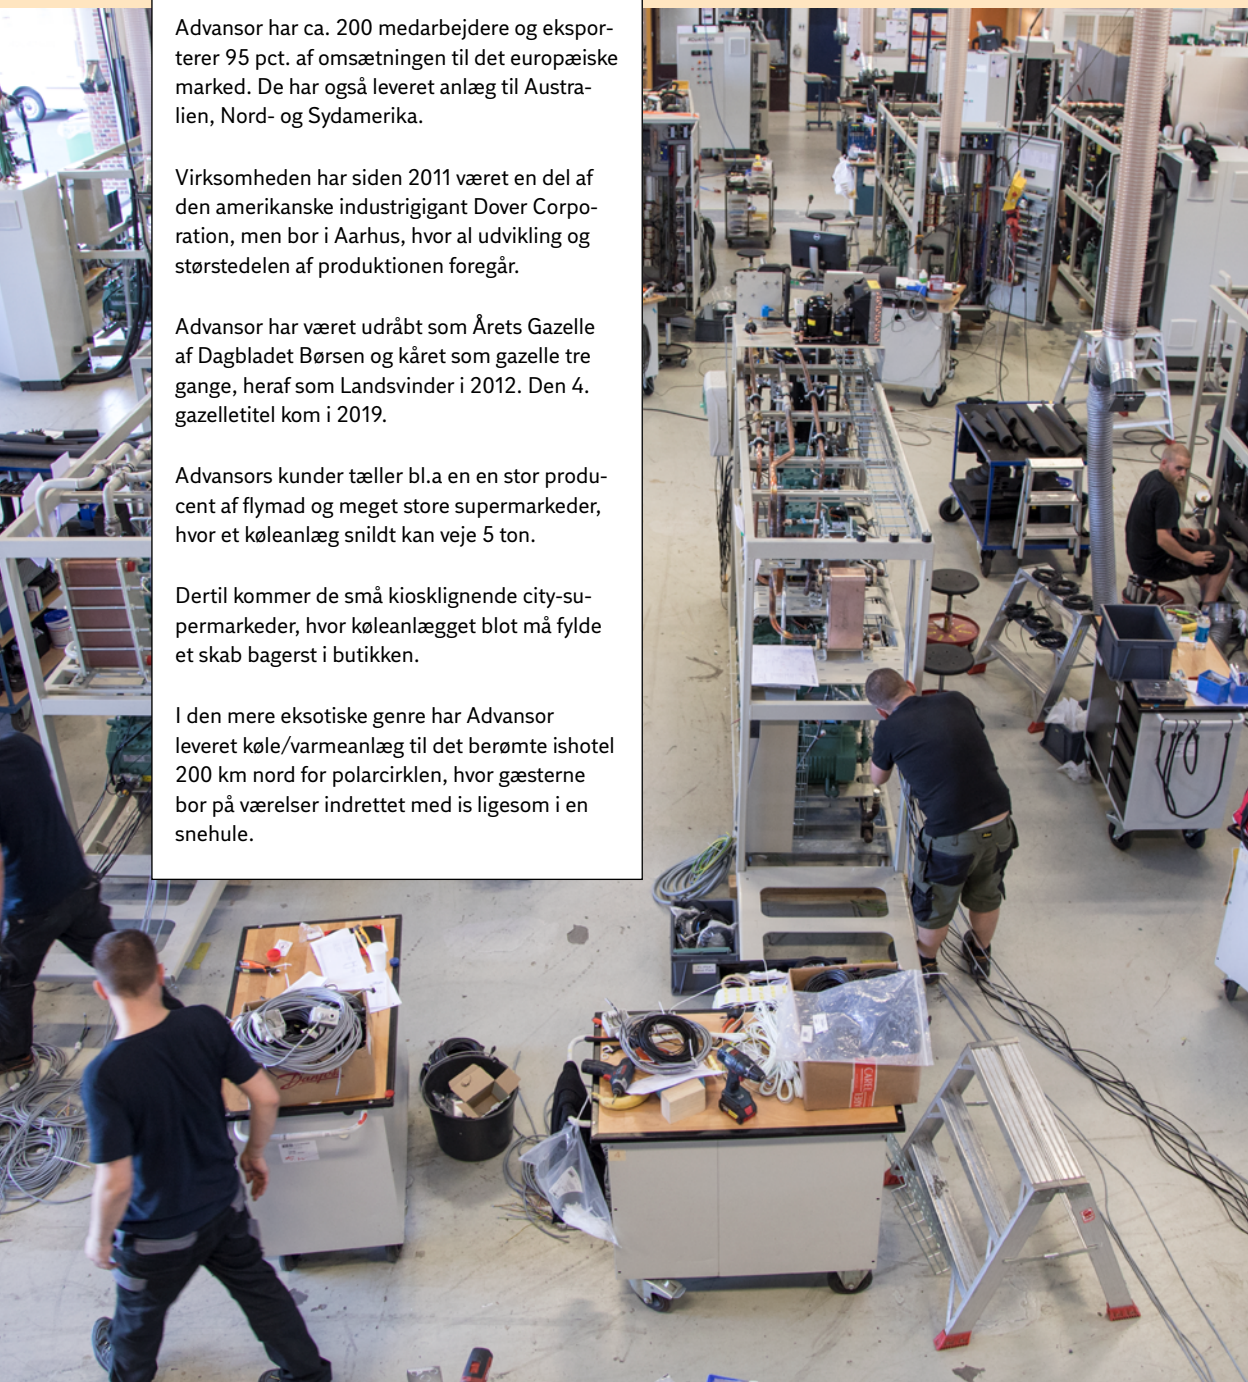 Advansor har ca. 200 medarbejdere og ekspor-
terer 95 pct. af omsætningen til det europæiske
marked. De har også leveret anlæg til Austra-
lien, Nord- og Sydamerika.
Virksomheden har siden 2011 været en del af
den amerikanske industrigigant Dover Corpo-
ration, men bor i Aarhus, hvor al udvikling og
størstedelen af produktionen foregår.
Advansor har været udråbt som Årets Gazelle
af Dagbladet Børsen og kåret som gazelle tre
gange, heraf som Landsvinder i 2012. Den 4.
gazelletitel kom i 2019.
Advansors kunder tæller bl.a en en stor produ-
cent af flymad og meget store supermarkeder,
hvor et køleanlæg snildt kan veje 5 ton.
Dertil kommer de små kiosklignende city-su-
permarkeder, hvor køleanlægget blot må fylde
et skab bagerst i butikken.
I den mere eksotiske genre har Advansor
leveret køle/varmeanlæg til det berømte ishotel
200 km nord for polarcirklen, hvor gæsterne
bor på værelser indrettet med is ligesom i en
snehule.
CAREL